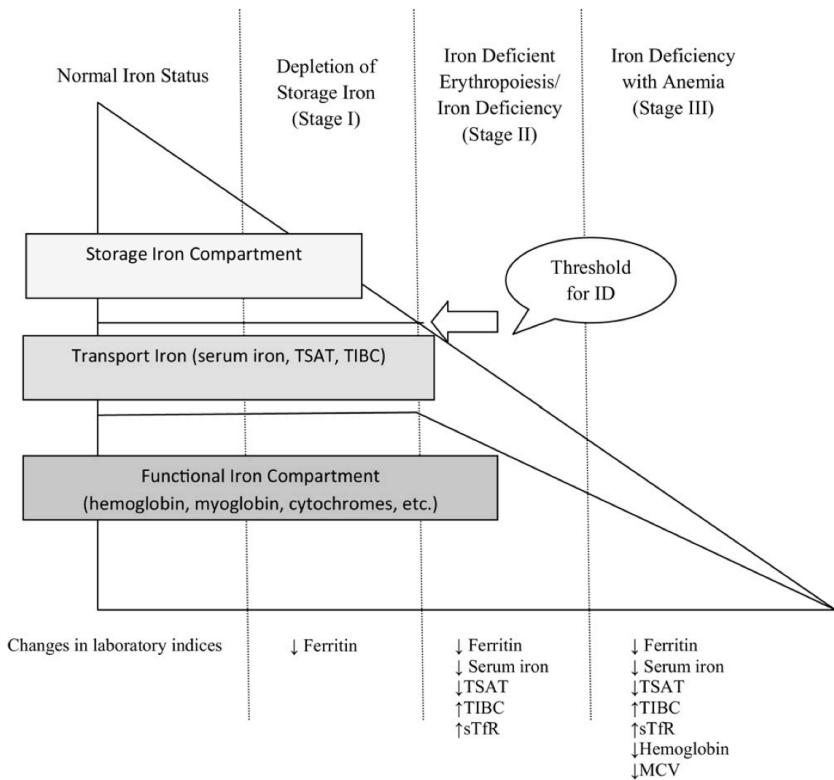 Normal Iron Status
Depletion of
Storage Iron
(Stage I)
Iron Deficient
Erythropoiesis/
Iron Deficiency
(Stage II)
Iron Deficiency
with Anemia
(Stage III)
Storage Iron Compartment
Threshold
for ID
Transport Iron (serum iron, TSAT, TIBC)
Functional Iron Compartment
(hemoglobin, myoglobin, cytochromes, etc.)
Changes in laboratory indices
↓ Ferritin
↓ Ferritin
↓ Serum iron
↓TSAT
↑TIBC
↑sTfR
↓ Ferritin
↓ Serum iron
↓TSAT
↑TIBC
↑sTfR
↓Hemoglobin
↓MCV